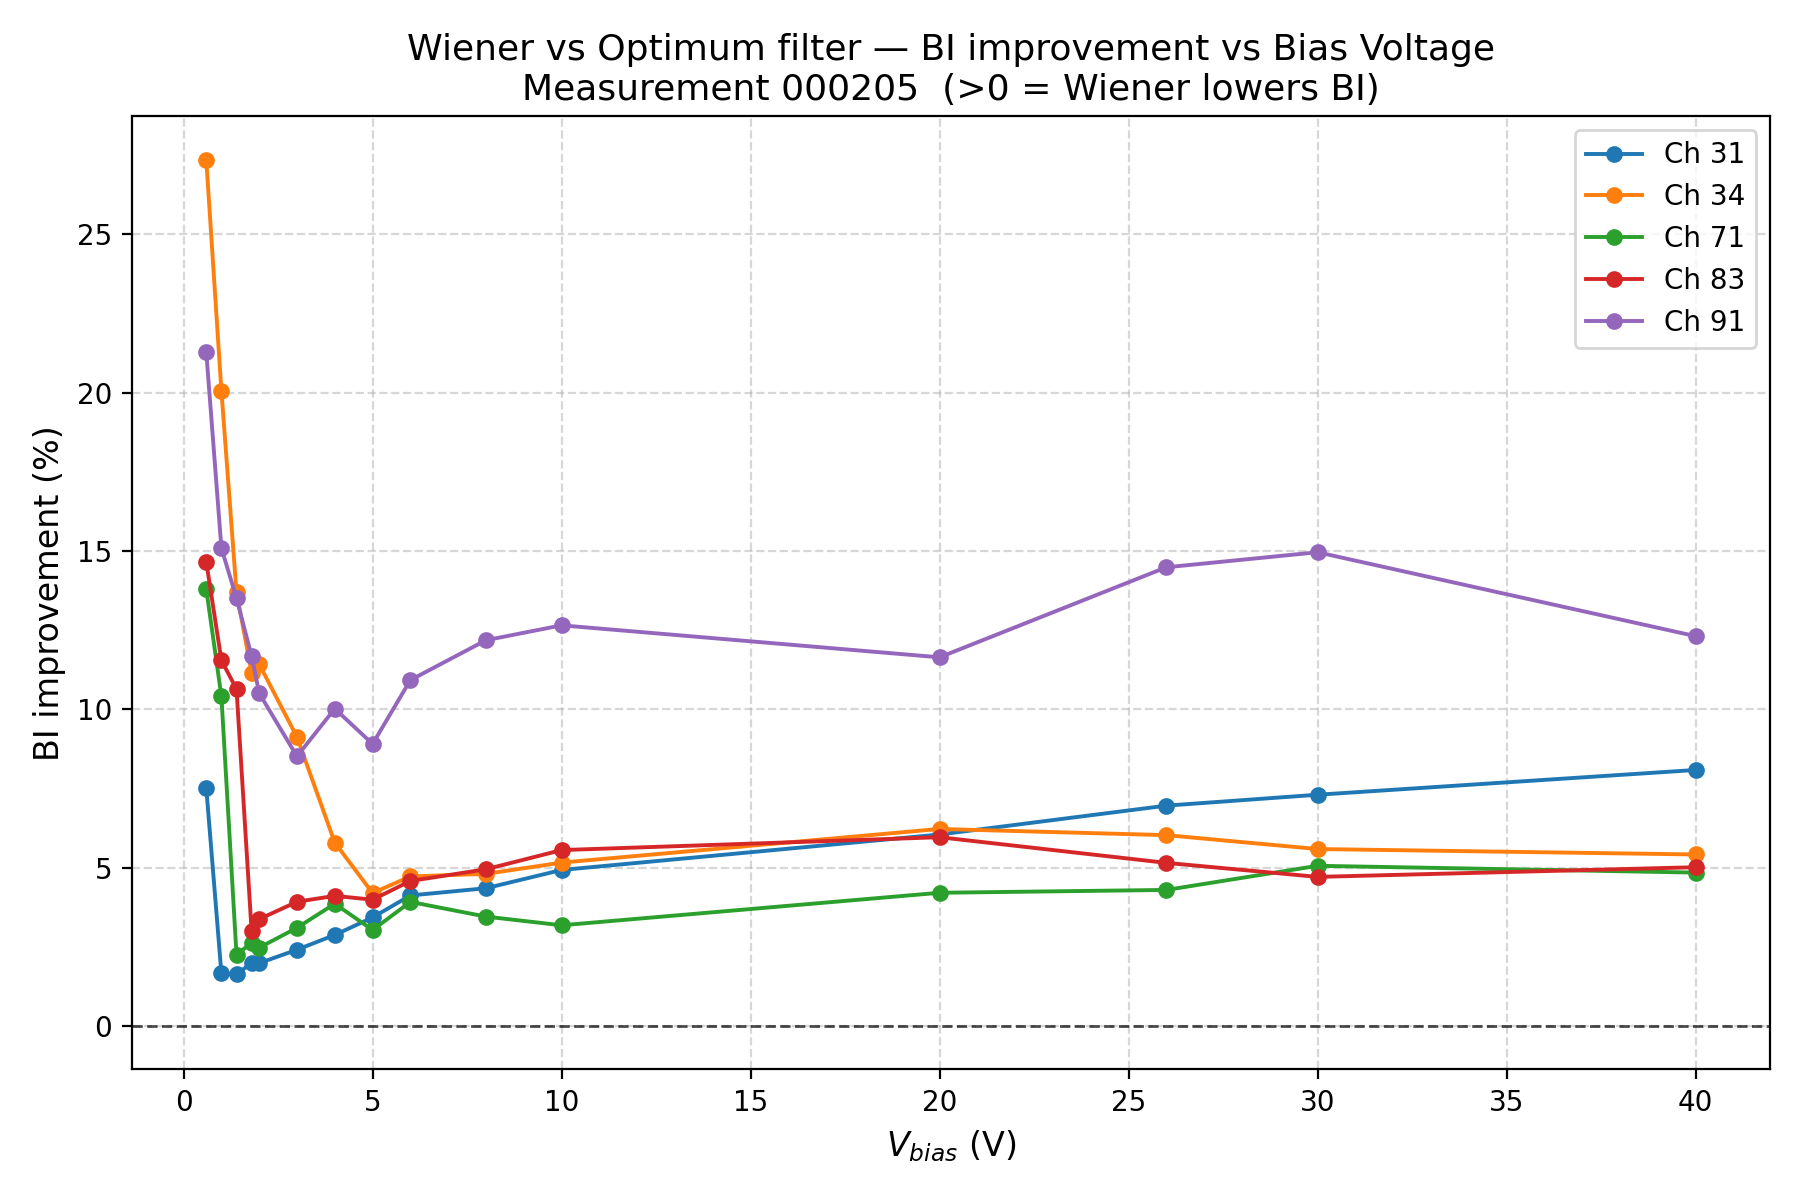 Wiener vs Optimum filter — BI improvement vs Bias Voltage
Measurement 000205  (>0 = Wiener lowers BI)
Ch 31
Ch 34
Ch 71
Ch 83
Ch 91
BI improvement (%)
25
20
15
10
5
0
0 5 10 15 20 25 30 35 40
V_bias (V)